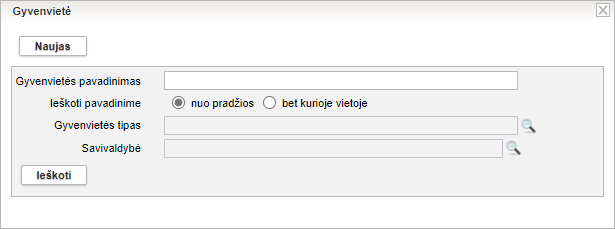 Gyvenvietė
Naujas
Gyvenvietės pavadinimas
Ieškoti pavadinime nuo pradžios bet kurioje vietoje
Gyvenvietės tipas
Savivaldybė
Ieškoti